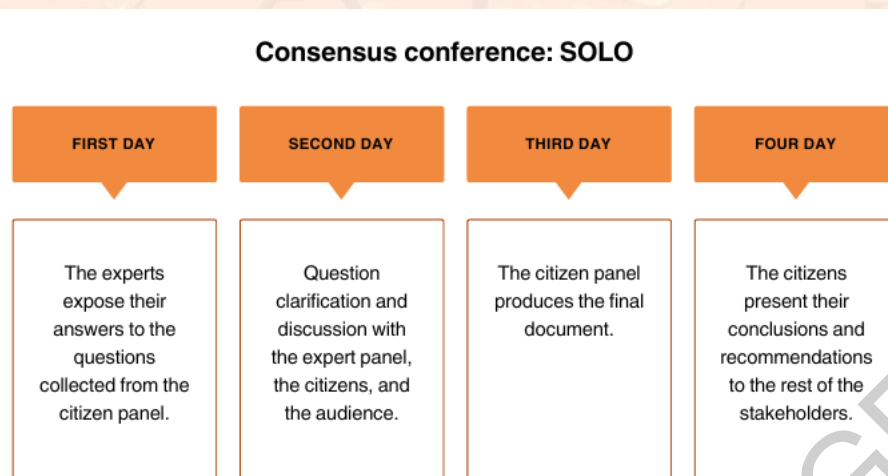 Consensus conference: SOLO
FIRST DAY
The experts
expose their
answers to the
questions
collected from the
citizen panel.
SECOND DAY
Question
clarification and
discussion with
the expert panel,
the citizens, and
the audience.
THIRD DAY
The citizen panel
produces the final
document.
FOUR DAY
The citizens
present their
conclusions and
recommendations
to the rest of the
stakeholders.